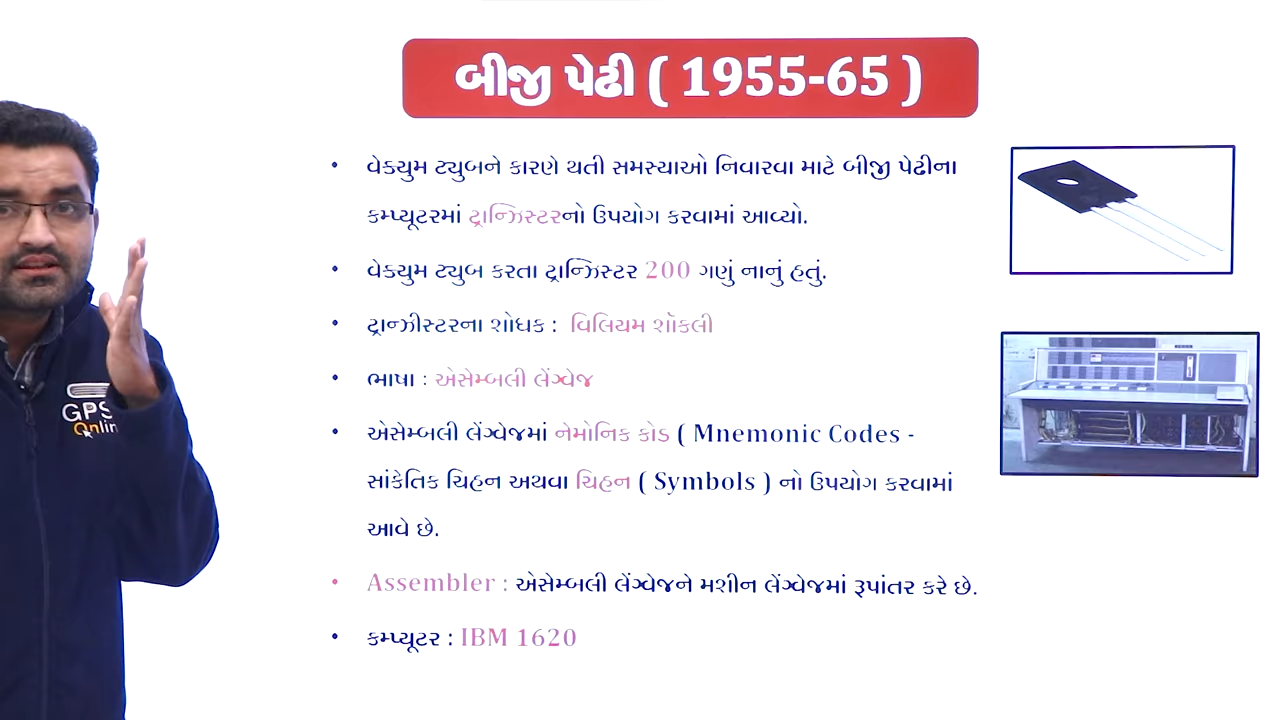 બીજી પેઢી ( 1955-65 )
• વેક્યુમ ટ્યુબને કારણે થતી સમસ્યાઓ નિવારવા માટે બીજી પેઢીના
કમ્પ્યૂટરમાં ટ્રાન્ઝિસ્ટરનો ઉપયોગ કરવામાં આવ્યો.
• વેક્યુમ ટ્યુબ કરતા ટ્રાન્ઝિસ્ટર 200 ગણું નાનું હતું.
• ટ્રાન્ઝીસ્ટરના શોધક : વિલિયમ શૉકલી
• ભાષા : એસેમ્બલી લેંગ્વેજ
• એસેમ્બલી લેંગ્વેજમાં નેમોનિક કોડ ( Mnemonic Codes -
સાંકેતિક ચિહન અથવા ચિહન ( Symbols ) નો ઉપયોગ કરવામાં
આવે છે.
• Assembler : એસેમ્બલી લેંગ્વેજને મશીન લેંગ્વેજમાં રૂપાંતર કરે છે.
• કમ્પ્યૂટર : IBM 1620
GPS
Onlin